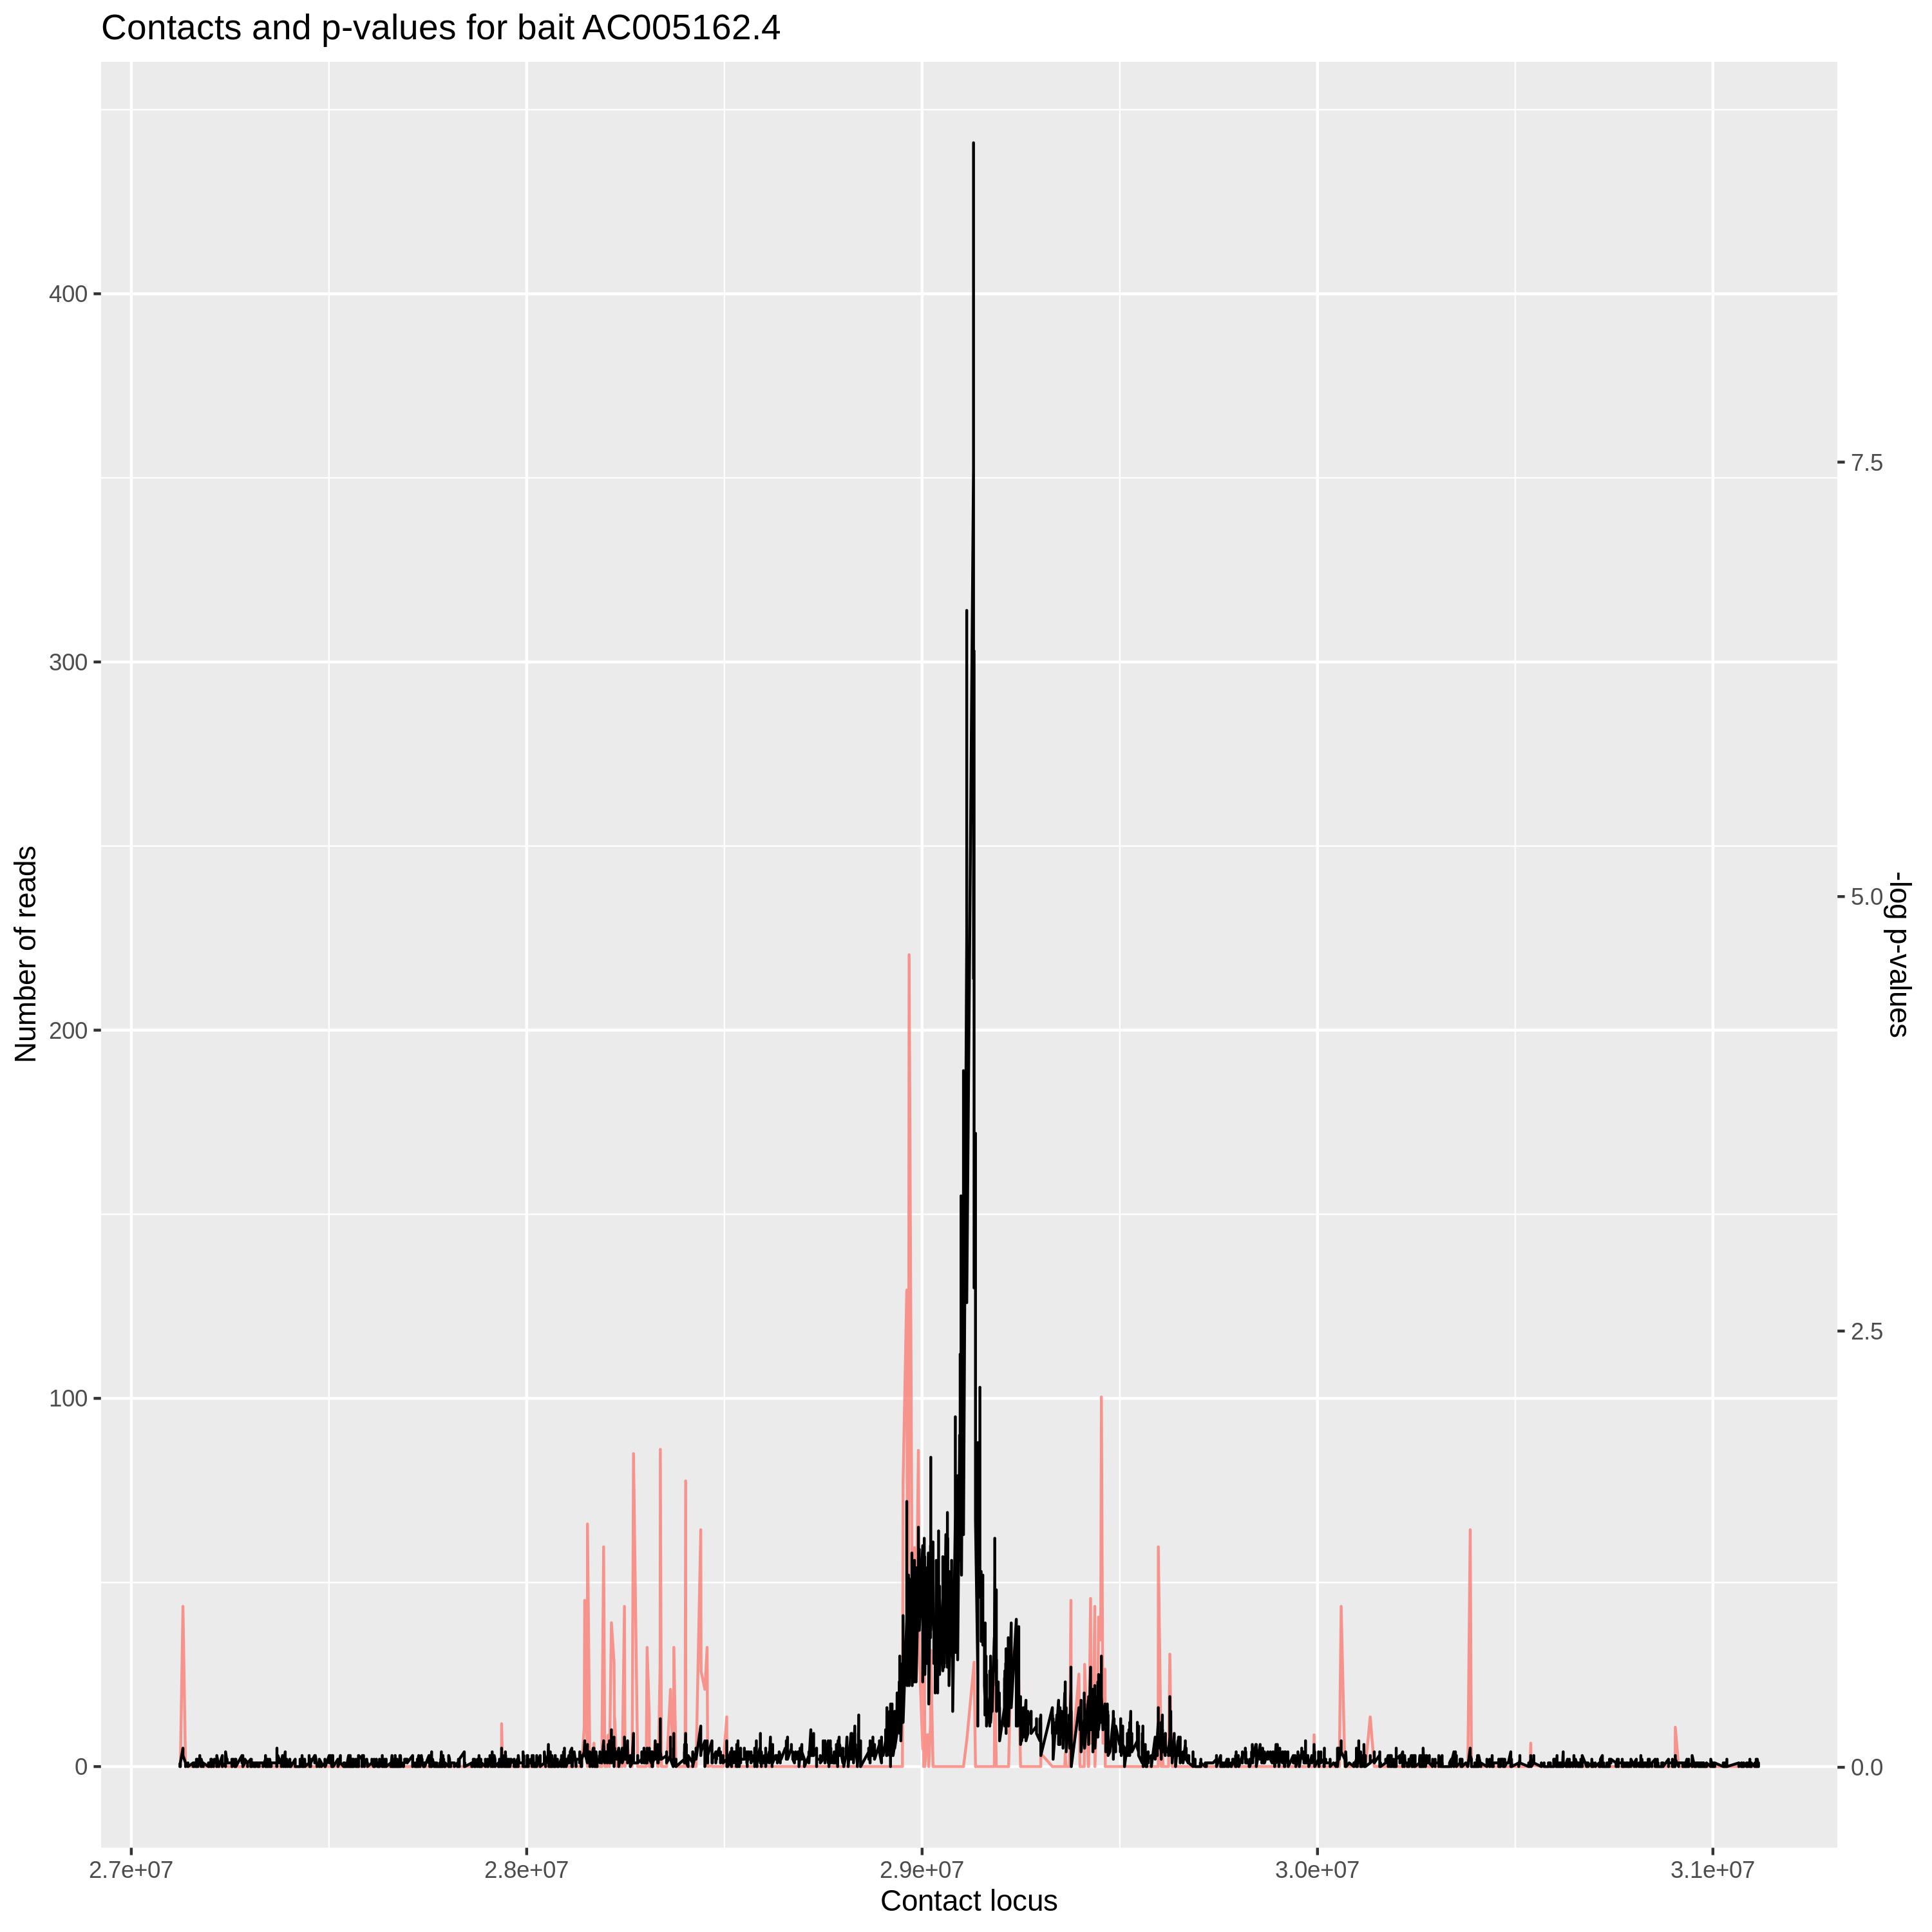 Contacts and p-values for bait AC005162.4
Number of reads
400
300
200
100
0
7.5
5.0
2.5
0.0
-log p-values
2.7e+07 2.8e+07 2.9e+07 3.0e+07 3.1e+07
Contact locus